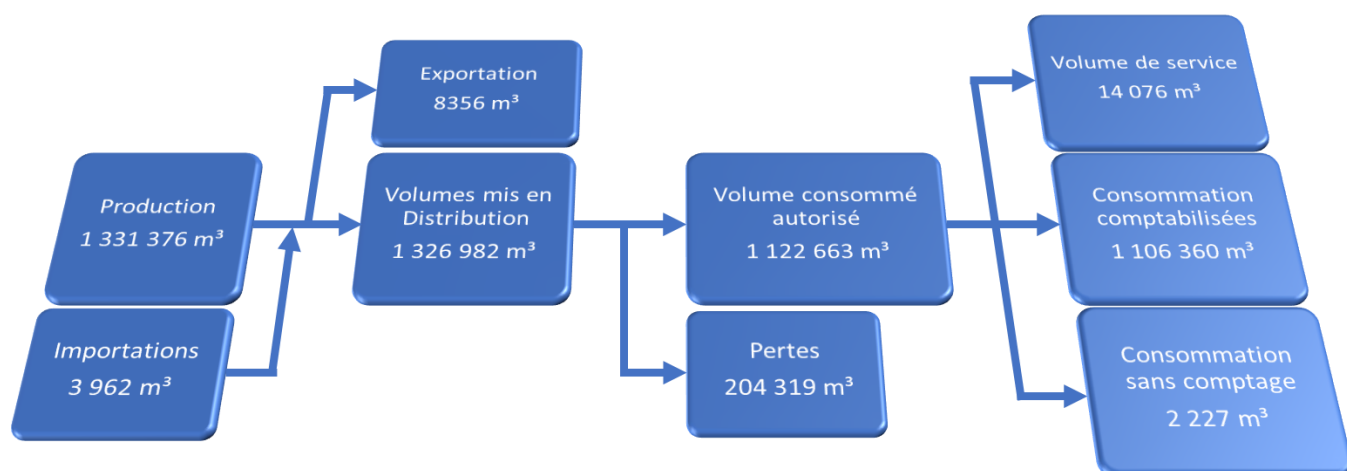 Exportation
8356 m³
Production
1 331 376 m³
Importations
3 962 m³
Volumes mis en
Distribution
1 326 982 m³
Volume consommé
autorisé
1 122 663 m³
Pertes
204 319 m³
Volume de service
14 076 m³
Consommation
comptabilisées
1 106 360 m³
Consommation
sans comptage
2 227 m³